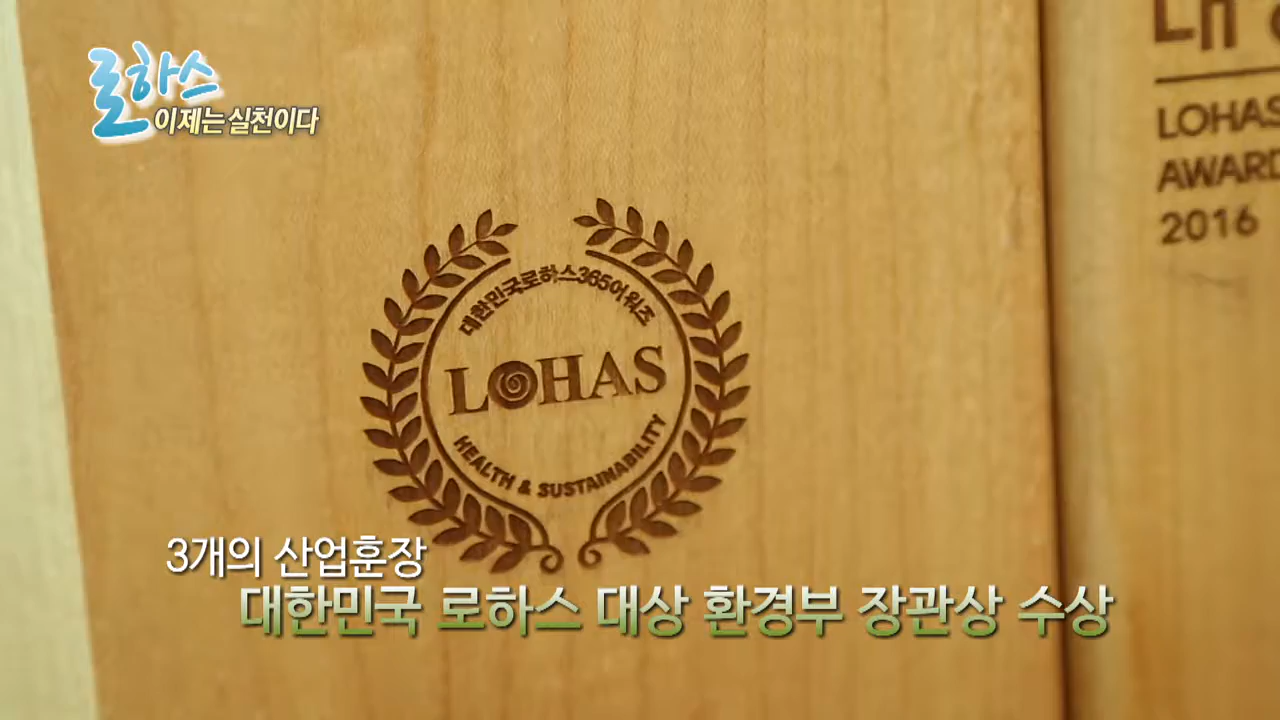 로하스
이제는 실천이다
LOHAS
AWARD
2016
대한민국로하스365어워즈
LOHAS
HEALTH & SUSTAINABILITY
3개의 산업훈장
대한민국 로하스 대상 환경부 장관상 수상